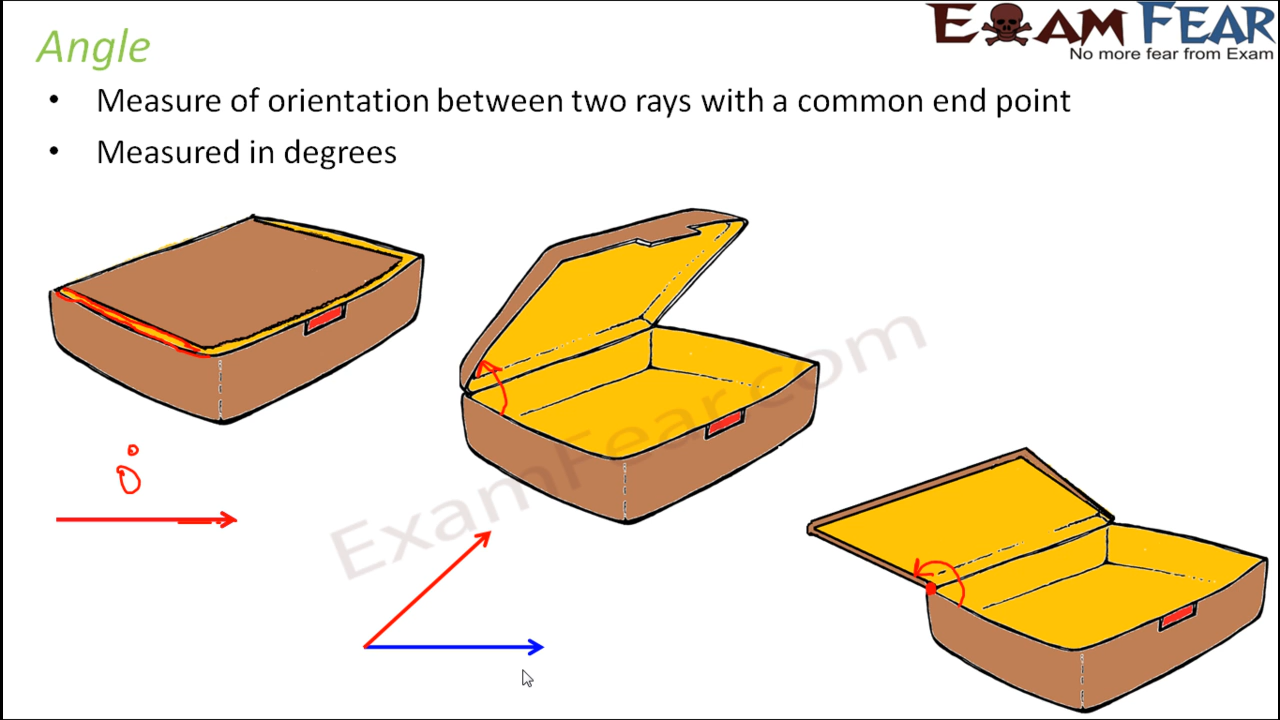 Angle
EXAM FEAR
No more fear from Exam
• Measure of orientation between two rays with a common end point
• Measured in degrees
ExamFear.com
0°